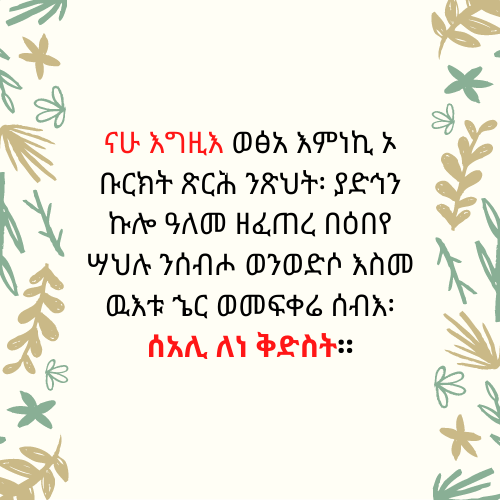 ናሁ እግዚእ ወፅአ እምነኪ ኦ
ቡርክት ጽርሕ ንጽህት፡ ያድኅን
ኩሎ ዓለመ ዘፈጠረ በዕበየ
ሣህሉ ንሰብሖ ወንወድሶ እስመ
ዉእቱ ኄር ወመፍቀሬ ሰብእ፡
ሰአሊ ለነ ቅድስት።